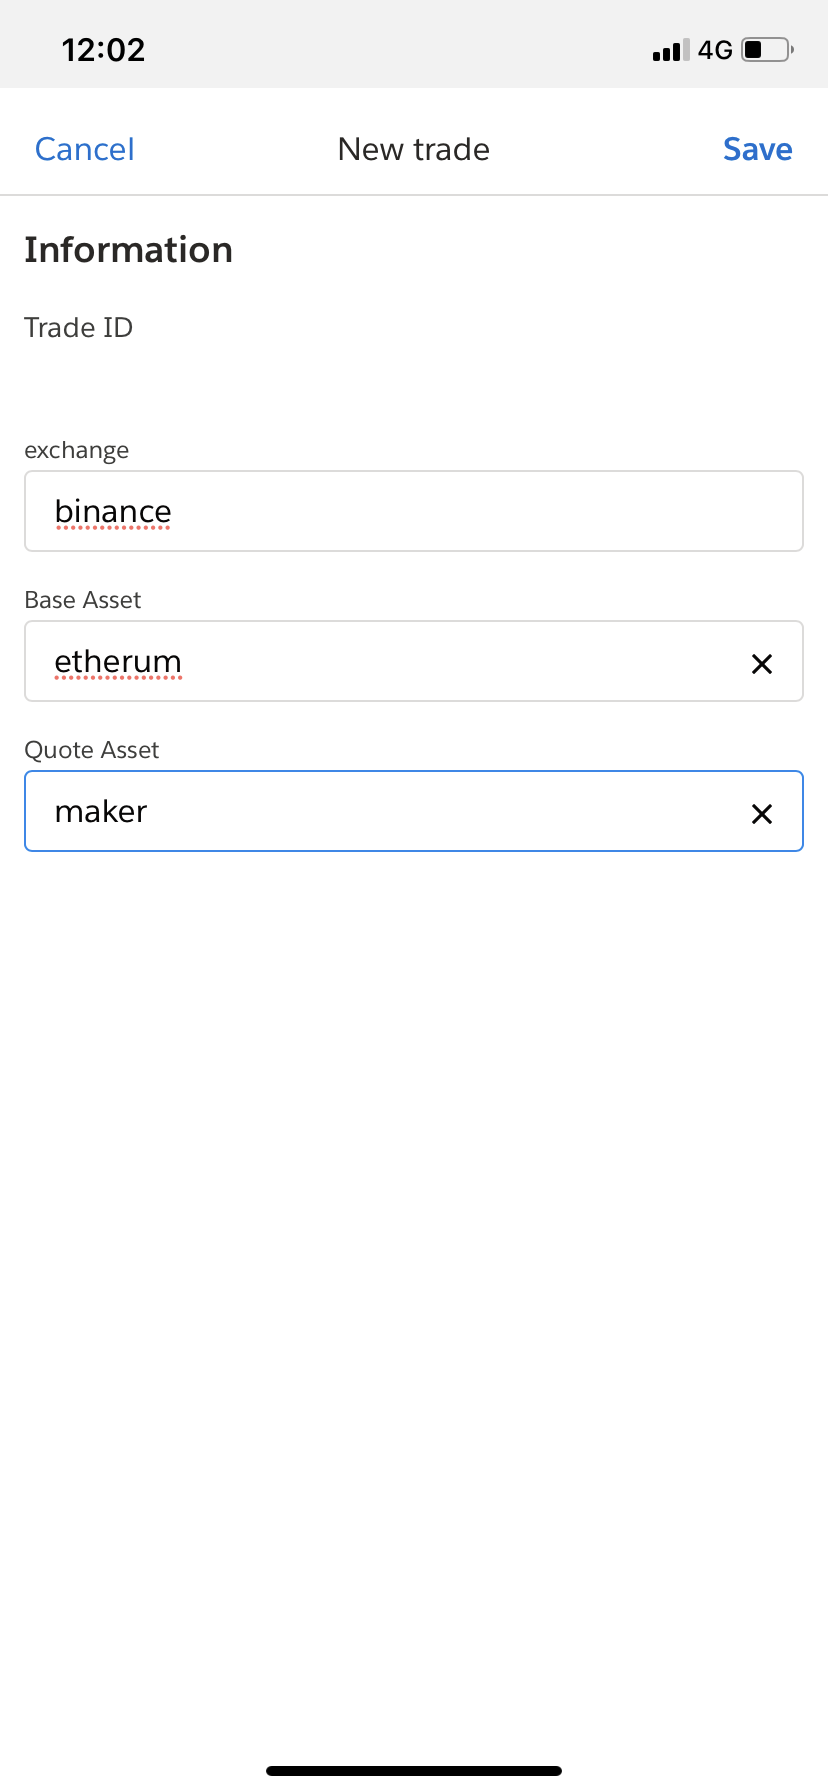 12:02 4G
Cancel New trade Save
Information
Trade ID
exchange
binance
Base Asset
etherum
Quote Asset
maker